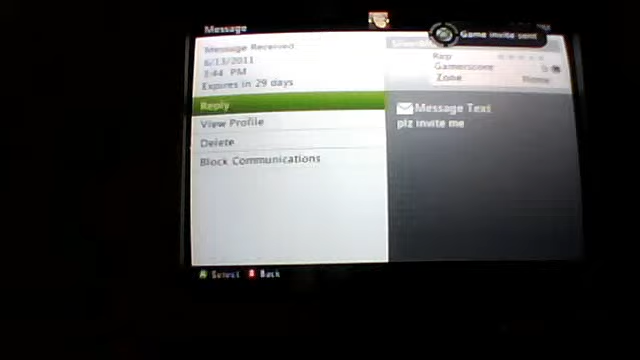 Message
Game invite sent
Message Received
6/13/2011
3:44 PM
Expires in 29 days
Rep
Gamerscore
Zone
None
Reply
View Profile
Delete
Block Communications
Message Text
plz invite me
A Select B Back